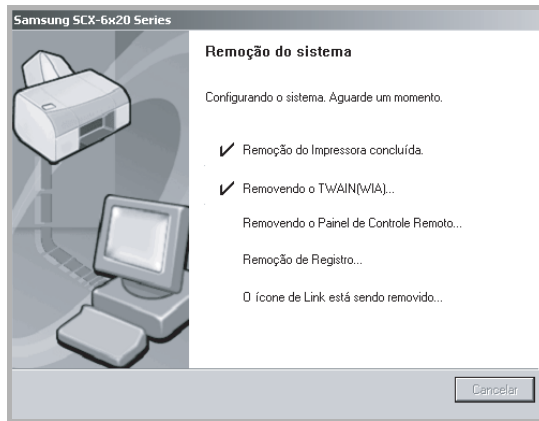 Samsung SCX-6x20 Series
Remoção do sistema
Configurando o sistema. Aguarde um momento.
Remoção do Impressora concluída.
Removendo o TWAIN(WIA)...
Removendo o Painel de Controle Remoto...
Remoção de Registro...
O ícone de Link está sendo removido...
Cancelar